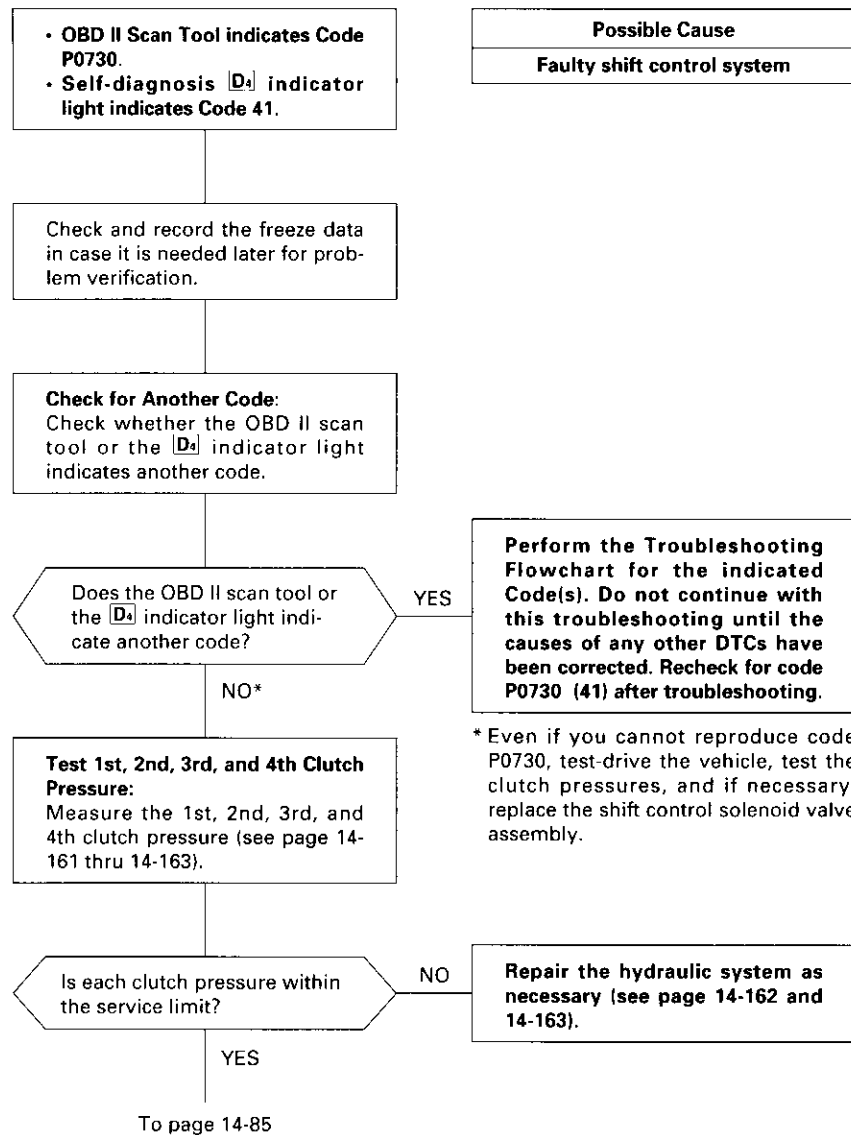 • OBD II Scan Tool indicates Code
P0730.
• Self-diagnosis D4 indicator
light indicates Code 41.
Possible Cause
Faulty shift control system
Check and record the freeze data
in case it is needed later for prob-
lem verification.
Check for Another Code:
Check whether the OBD II scan
tool or the D4 indicator light
indicates another code.
Does the OBD II scan tool or
the D4 indicator light indi-
cate another code?
YES
Perform the Troubleshooting
Flowchart for the indicated
Code(s). Do not continue with
this troubleshooting until the
causes of any other DTCs have
been corrected. Recheck for code
P0730 (41) after troubleshooting.
NO*
* Even if you cannot reproduce code
P0730, test-drive the vehicle, test the
clutch pressures, and if necessary
replace the shift control solenoid valve
assembly.
Test 1st, 2nd, 3rd, and 4th Clutch
Pressure:
Measure the 1st, 2nd, 3rd, and
4th clutch pressure (see page 14-
161 thru 14-163).
Is each clutch pressure within
the service limit?
NO
Repair the hydraulic system as
necessary (see page 14-162 and
14-163).
YES
To page 14-85